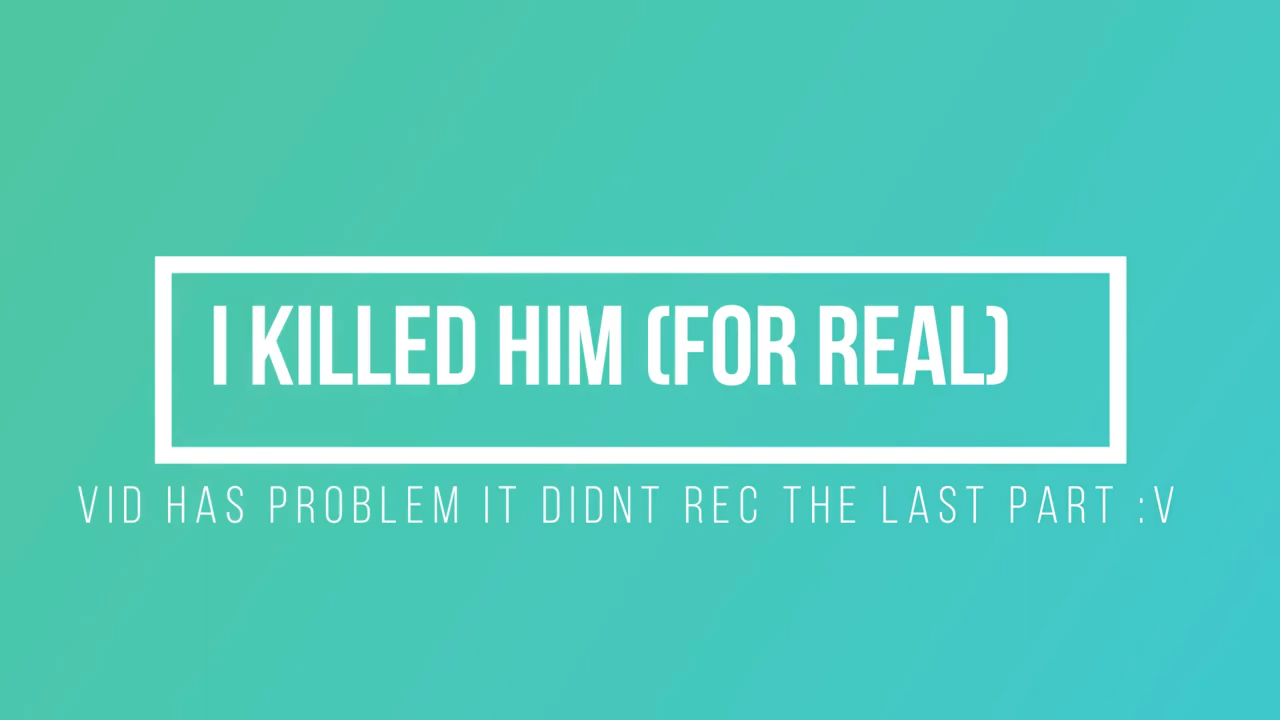 I KILLED HIM (FOR REAL)
VID HAS PROBLEM IT DIDNT REC THE LAST PART :V